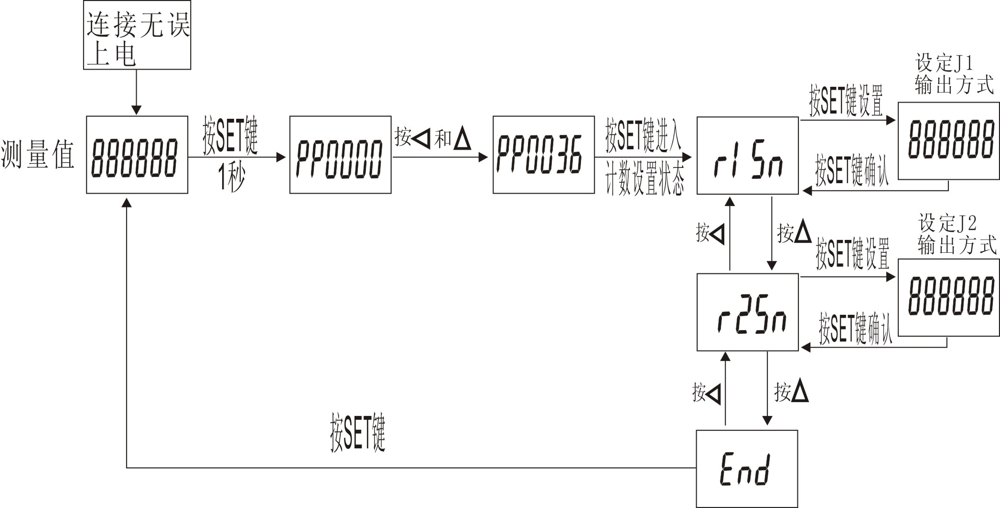 连接无误
上电
测量值
888888
按SET键
1秒
PP0000
按 和
PP0036
按SET键进入
计数设置状态
r1Sn
按SET键设置
设定J1
输出方式
888888
按SET键确认
按
按
r2Sn
按SET键设置
设定J2
输出方式
888888
按SET键确认
按
按
End
按SET键